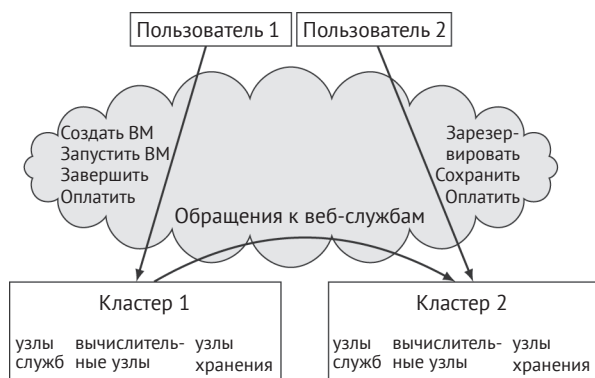 Пользователь 1
Пользователь 2
Создать ВМ
Запустить ВМ
Завершить
Оплатить
Зарезер-
вировать
Сохранить
Оплатить
Обращения к веб-службам
Кластер 1
узлы вычислитель- узлы
служб ные узлы хранения
Кластер 2
узлы вычислитель- узлы
служб ные узлы хранения